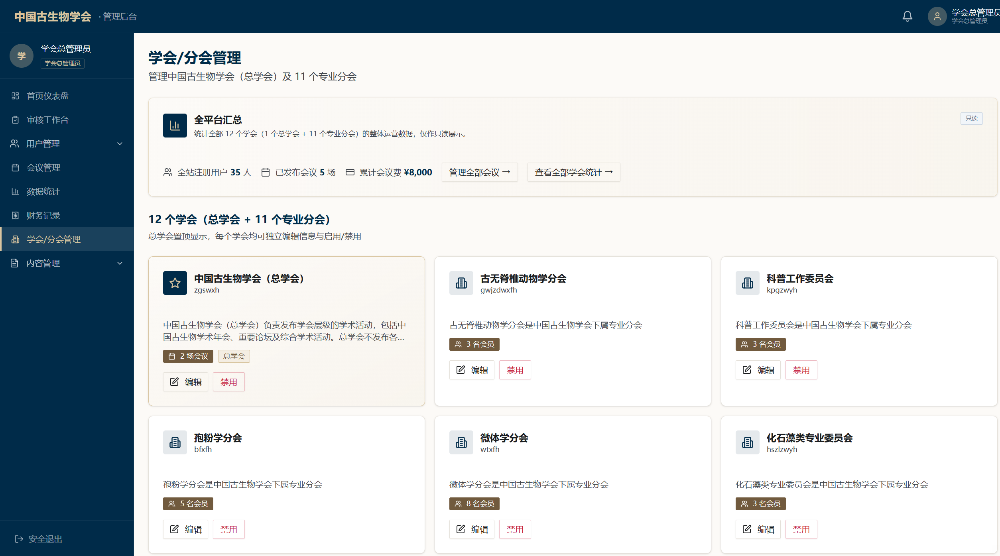 中国古生物学会 · 管理后台
学会总管理员
学会总管理员
学
学会总管理员
学会总管理员
首页仪表盘
审核工作台
用户管理
会议管理
数据统计
财务记录
学会/分会管理
内容管理
安全退出
学会/分会管理
管理中国古生物学会（总学会）及 11 个专业分会
全平台汇总
只读
统计全部 12 个学会（1 个总学会 + 11 个专业分会）的整体运营数据，仅作只读展示。
全站注册用户 35 人 已发布会议 5 场 累计会议费 ¥8,000 管理全部会议 → 查看全部学会统计 →
12 个学会（总学会 + 11 个专业分会）
总学会置顶显示，每个学会均可独立编辑信息与启用/禁用
中国古生物学会（总学会）
zgswxh
中国古生物学会（总学会）负责发布学会层级的学术活动，包括中
国古生物学术年会、重要论坛及综合学术活动。总学会不发布各...
2 场会议 总学会
编辑 禁用
古无脊椎动物学分会
gwjzdwxfh
古无脊椎动物学分会是中国古生物学会下属专业分会
3 名会员
编辑 禁用
科普工作委员会
kpgzwyh
科普工作委员会是中国古生物学会下属专业分会
3 名会员
编辑 禁用
孢粉学分会
bfxfh
孢粉学分会是中国古生物学会下属专业分会
5 名会员
编辑 禁用
微体学分会
wtxfh
微体学分会是中国古生物学会下属专业分会
8 名会员
编辑 禁用
化石藻类专业委员会
hszlzwyh
化石藻类专业委员会是中国古生物学会下属专业分会
3 名会员
编辑 禁用